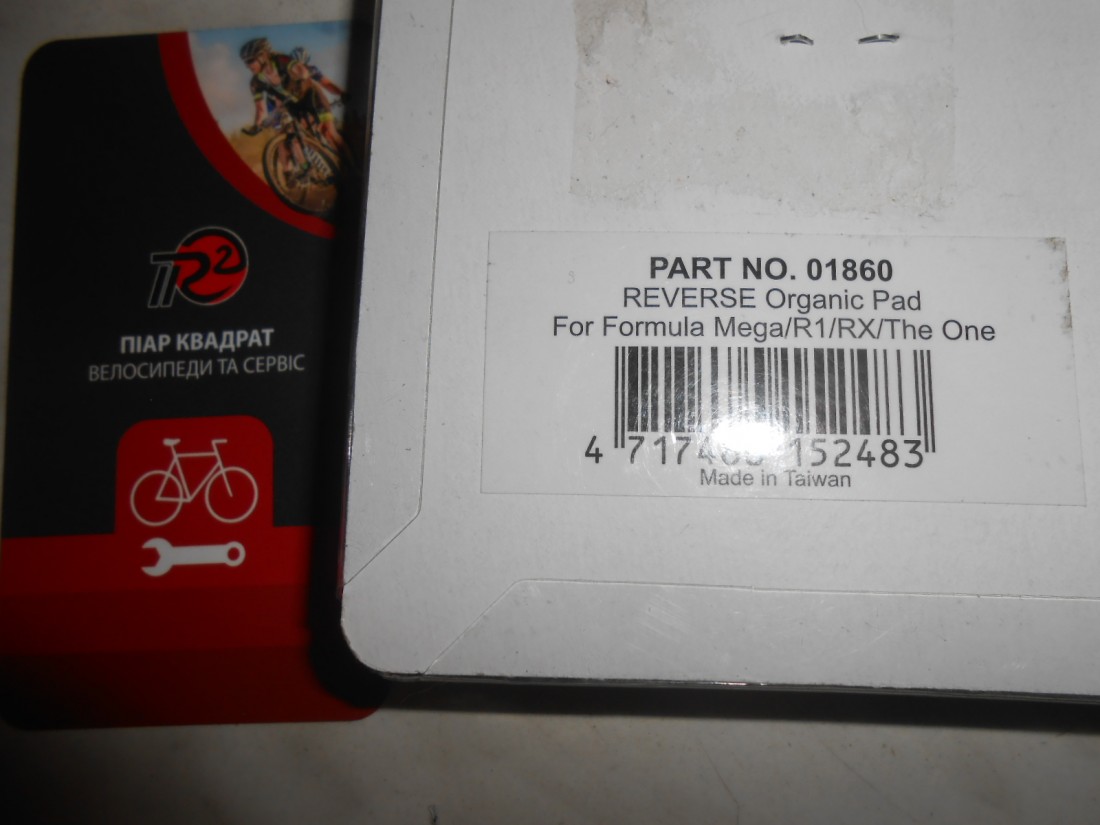 R2
ПІАР КВАДРАТ
ВЕЛОСИПЕДИ ТА СЕРВІС
PART NO. 01860
REVERSE Organic Pad
For Formula Mega/R1/RX/The One
Made in Taiwan